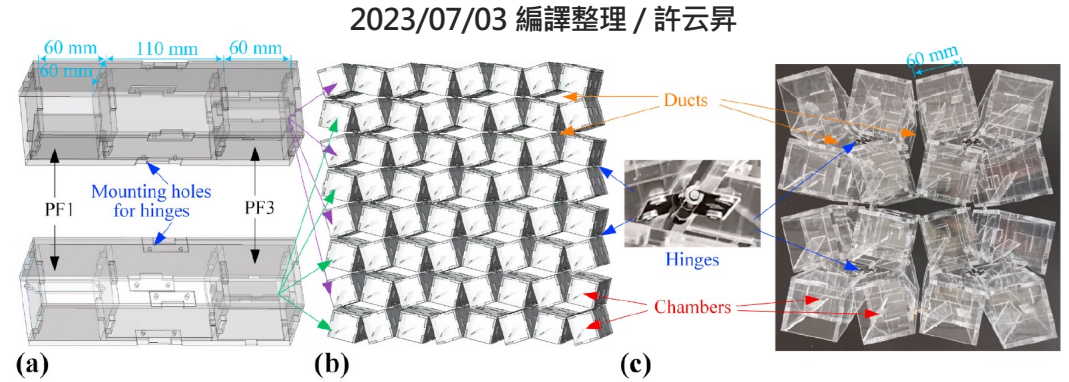 2023/07/03 編譯整理 / 許云昇
60 mm
110 mm
60 mm
60 mm
Mounting holes
for hinges
PF1
PF3
(a)
(b)
Ducts
Hinges
Chambers
60 mm
(c)